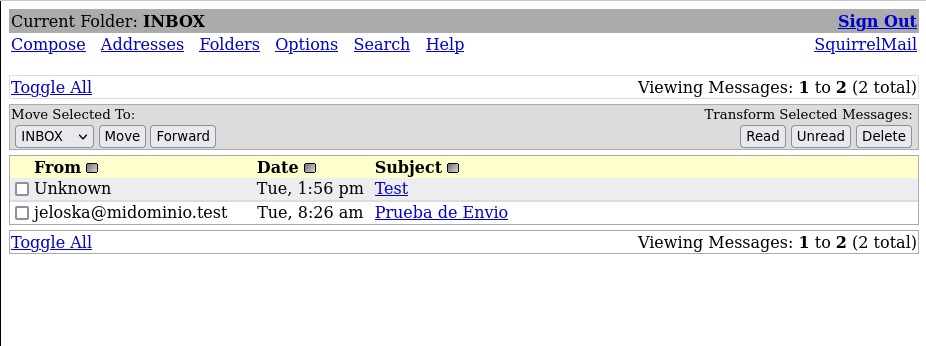 Current Folder: INBOX Sign Out
Compose Addresses Folders Options Search Help SquirrelMail
Toggle All Viewing Messages: 1 to 2 (2 total)
Move Selected To: Transform Selected Messages:
INBOX Move Forward Read Unread Delete
From Date Subject
Unknown Tue, 1:56 pm Test
jeloska@midominio.test Tue, 8:26 am Prueba de Envio
Toggle All Viewing Messages: 1 to 2 (2 total)